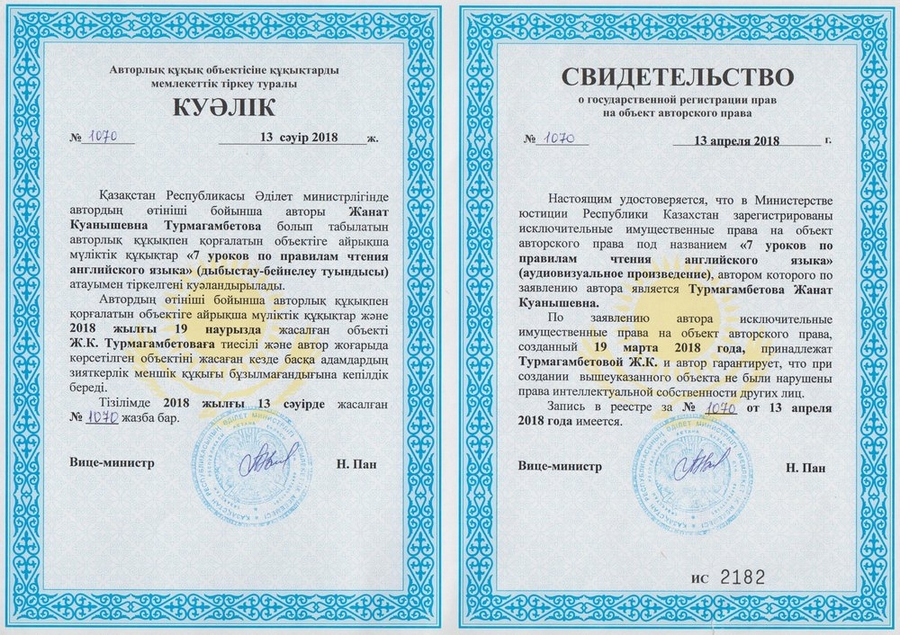 Авторлық құқық объектісіне құқықтарды
мемлекеттік тіркеу туралы
КУӘЛІК
№ 1070 13 сәуір 2018 ж.
Қазақстан Республикасы Әділет министрлігінде
автордың өтініші бойынша авторы Жанат
Куанышевна Турмагамбетова болып табылатын
авторлық құқықпен қорғалатын объектіге айрықша
мүліктік құқықтар «7 уроков по правилам чтения
английского языка» (дыбыстау-бейнелеу туындысы)
атауымен тіркелгені куәландырылады.
Автордың өтініші бойынша авторлық құқықпен
қорғалатын объектіге айрықша мүліктік құқықтар және
2018 жылғы 19 наурызда жасалған объекті
Ж.К. Турмагамбетоваға тиесілі және автор жоғарыда
көрсетілген объектіні жасаған кезде басқа адамдардың
зияткерлік меншік құқығы бұзылмағандығына кепілдік
береді.
Тізілімде 2018 жылғы 13 сәуірде жасалған
№ 1070 жазба бар.
Вице-министр Н. Пан
СВИДЕТЕЛЬСТВО
о государственной регистрации прав
на объект авторского права
№ 1070 13 апреля 2018 г.
Настоящим удостоверяется, что в Министерстве
юстиции Республики Казахстан зарегистрированы
исключительные имущественные права на объект
авторского права под названием «7 уроков по
правилам чтения английского языка»
(аудиовизуальное произведение), автором которого по
заявлению автора является Турмагамбетова Жанат
Куанышевна.
По заявлению автора исключительные
имущественные права на объект авторского права,
созданный 19 марта 2018 года, принадлежат
Турмагамбетовой Ж.К. и автор гарантирует, что при
создании вышеуказанного объекта не были нарушены
права интеллектуальной собственности других лиц.
Запись в реестре за № 1070 от 13 апреля
2018 года имеется.
Вице-министр Н. Пан
ИС 2182